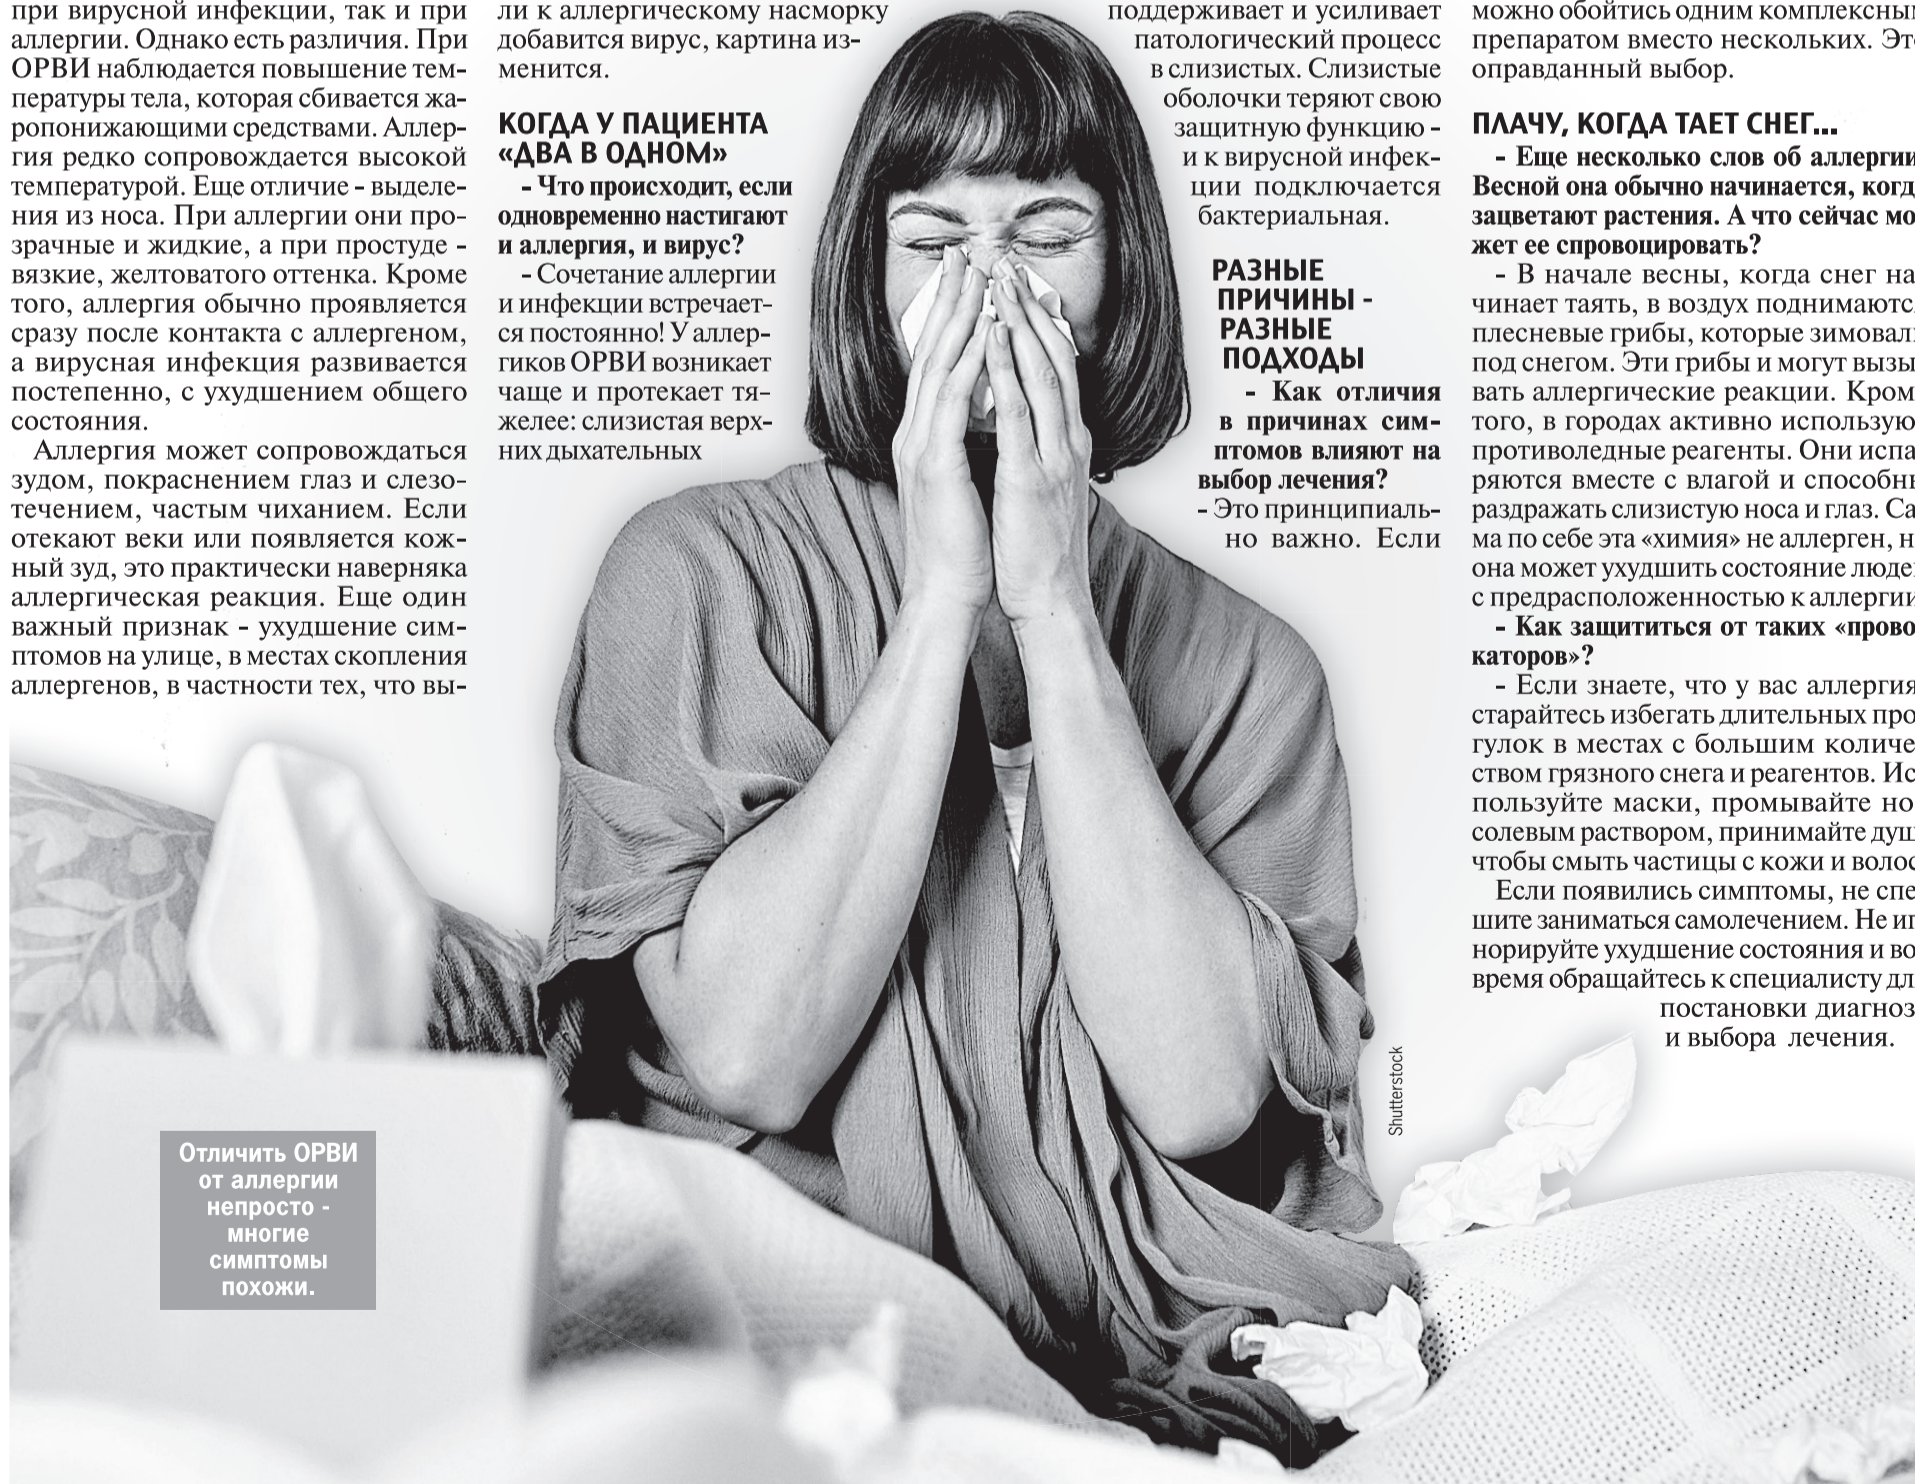 при вирусной инфекции, так и при
аллергии. Однако есть различия. При
ОРВИ наблюдается повышение тем-
пературы тела, которая сбивается жа-
ропонижающими средствами. Аллер-
гия редко сопровождается высокой
температурой. Еще отличие - выделе-
ния из носа. При аллергии они про-
зрачные и жидкие, а при простуде -
вязкие, желтоватого оттенка. Кроме
того, аллергия обычно проявляется
сразу после контакта с аллергеном,
а вирусная инфекция развивается
постепенно, с ухудшением общего
состояния.
Аллергия может сопровождаться
зудом, покраснением глаз и слезо-
течением, частым чиханием. Если
отекают веки или появляется кож-
ный зуд, это практически наверняка
аллергическая реакция. Еще один
важный признак - ухудшение сим-
птомов на улице, в местах скопления
аллергенов, в частности тех, что вы-
ли к аллергическому насморку
добавится вирус, картина из-
менится.
КОГДА У ПАЦИЕНТА
«ДВА В ОДНОМ»
- Что происходит, если
одновременно настигают
и аллергия, и вирус?
- Сочетание аллергии
и инфекции встречает-
ся постоянно! У аллер-
гиков ОРВИ возникает
чаще и протекает тя-
желее: слизистая верх-
них дыхательных
поддерживает и усиливает
патологический процесс
в слизистых. Слизистые
оболочки теряют свою
защитную функцию -
и к вирусной инфек-
ции подключается
бактериальная.
РАЗНЫЕ
ПРИЧИНЫ -
РАЗНЫЕ
ПОДХОДЫ
- Как отличия
в причинах сим-
птомов влияют на
выбор лечения?
- Это принципиаль-
но важно. Если
можно обойтись одним комплексны
препаратом вместо нескольких. Эт
оправданный выбор.
ПЛАЧУ, КОГДА ТАЕТ СНЕГ...
- Еще несколько слов об аллергии
Весной она обычно начинается, когд
зацветают растения. А что сейчас мо
жет ее спровоцировать?
- В начале весны, когда снег на
чинает таять, в воздух поднимаютс
плесневые грибы, которые зимовал
под снегом. Эти грибы и могут вызы
вать аллергические реакции. Кром
того, в городах активно использую
противоледные реагенты. Они испа
ряются вместе с влагой и способн
раздражать слизистую носа и глаз. Са
ма по себе эта «химия» не аллерген, н
она может ухудшить состояние люде
с предрасположенностью к аллергии
- Как защититься от таких «прово
каторов»?
- Если знаете, что у вас аллергия
старайтесь избегать длительных про
гулок в местах с большим количе
ством грязного снега и реагентов. Ис
пользуйте маски, промывайте но
солевым раствором, принимайте душ
чтобы смыть частицы с кожи и волос
Если появились симптомы, не спе
шите заниматься самолечением. Не иг
норируйте ухудшение состояния и во
время обращайтесь к специалисту дл
постановки диагноз
и выбора лечения.
Shutterstock
Отличить ОРВИ
от аллергии
непросто -
многие
симптомы
похожи.